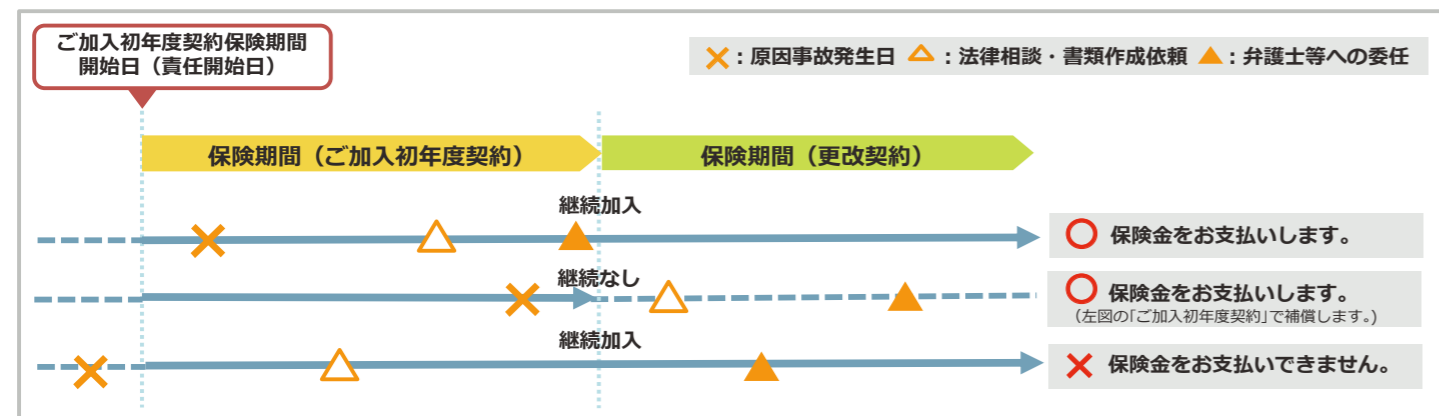 ご加入初年度契約保険期間
開始日（責任開始日）
：原因事故発生日 ：法律相談・書類作成依頼 ：弁護士等への委任
保険期間（ご加入初年度契約） 保険期間（更改契約）
継続加入
保険金をお支払いします。
継続なし
保険金をお支払いします。
（左図の｢ご加入初年度契約｣で補償します｡)
継続加入
保険金をお支払いできません。